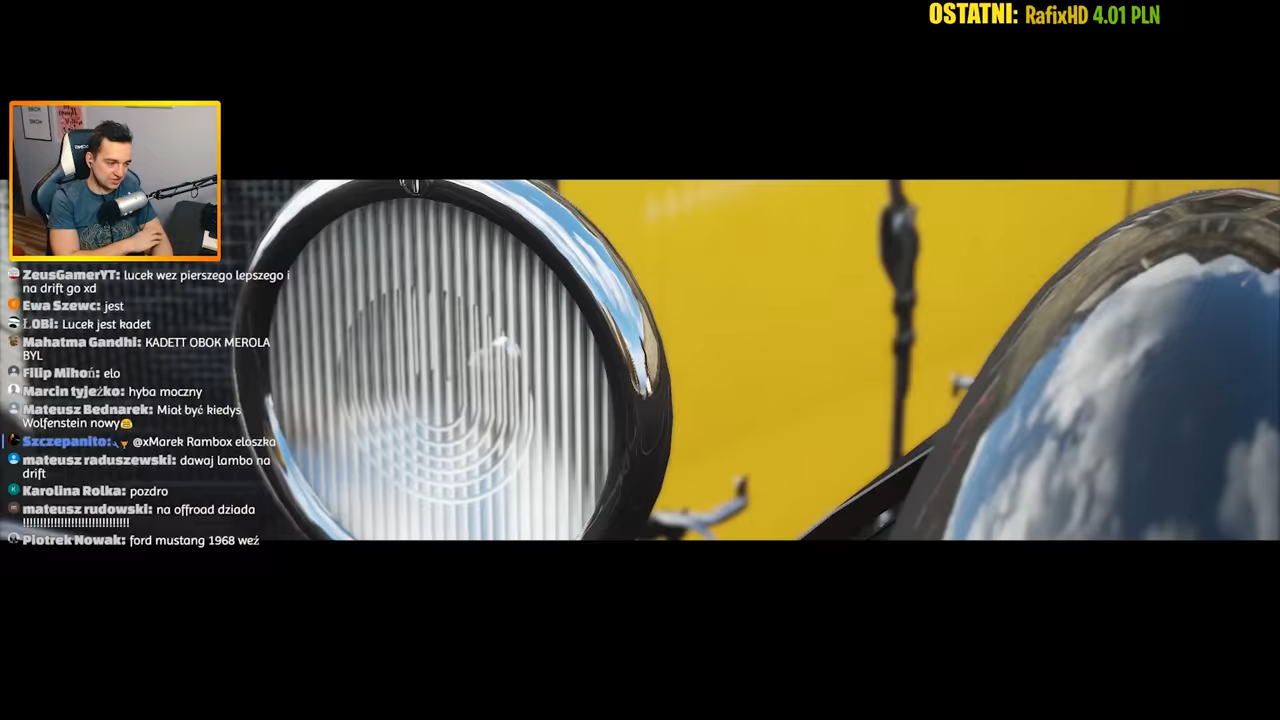 OSTATNI: RafixHD 4.01 PLN
ZeusGamerYT: lucek wez pierszego lepszego i
na drift go xd
Ewa Szewc: jest
ŁOBi: Lucek jest kadet
Mahatma Gandhi: KADETT OBOK MEROLA
BYL
Filip Mihoń: elo
Marcin tyjeżko: hyba moczny
Mateusz Bednarek: Miał być kiedys
Wolfenstein nowy😄
Szczepanito: @xMarek Rambox eloszka
mateusz raduszewski: dawaj lambo na
drift
Karolina Rolka: pozdro
mateusz rudowski: na offroad dziada
!!!!!!!!!!!!!!!!!!!!!!!!!!!!!!!
Piotrek Nowak: ford mustang 1968 weź